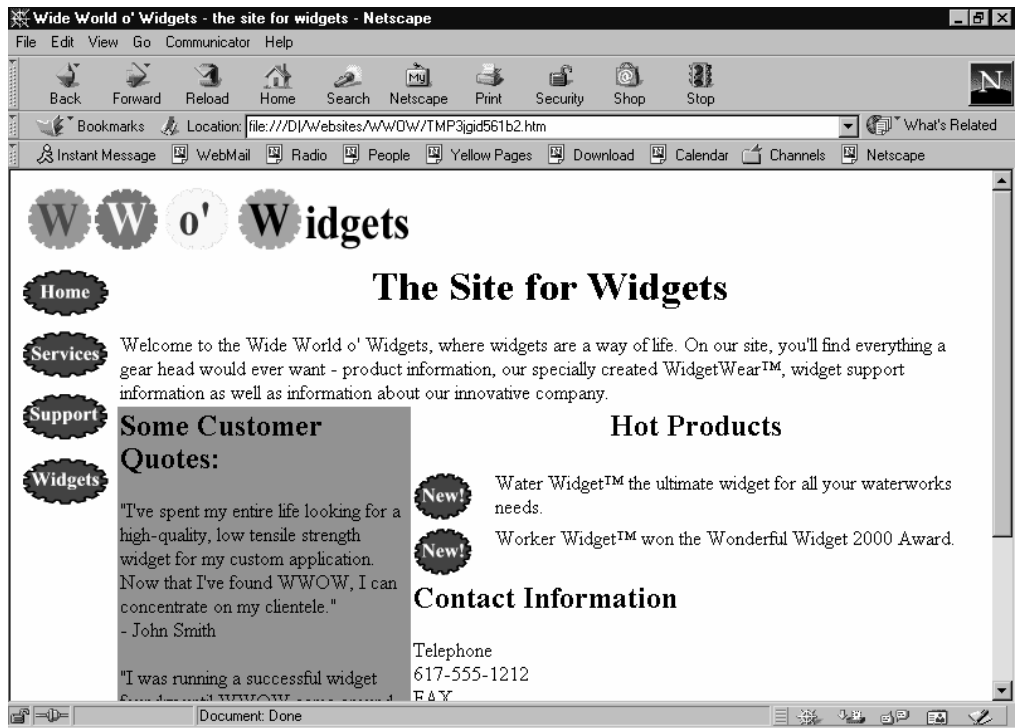 Wide World o' Widgets - the site for widgets - Netscape
File Edit View Go Communicator Help
Back Forward Reload Home Search Netscape Print Security Shop Stop
My
N
Bookmarks Location: file:///D|/Websites/WWOW/TMP3jgid561b2.htm What's Related
Instant Message WebMail Radio People Yellow Pages Download Calendar Channels Netscape
W W o' Widgets
Home
Services
Support
Widgets
The Site for Widgets
Welcome to the Wide World o' Widgets, where widgets are a way of life. On our site, you'll find everything a
gear head would ever want - product information, our specially created WidgetWear™, widget support
information as well as information about our innovative company.
Some Customer
Quotes:
"I've spent my entire life looking for a
high-quality, low tensile strength
widget for my custom application.
Now that I've found WWOW, I can
concentrate on my clientele."
- John Smith
"I was running a successful widget
Hot Products
New!
Water Widget™ the ultimate widget for all your waterworks
needs.
New!
Worker Widget™ won the Wonderful Widget 2000 Award.
Contact Information
Telephone
617-555-1212
FAX
Document: Done